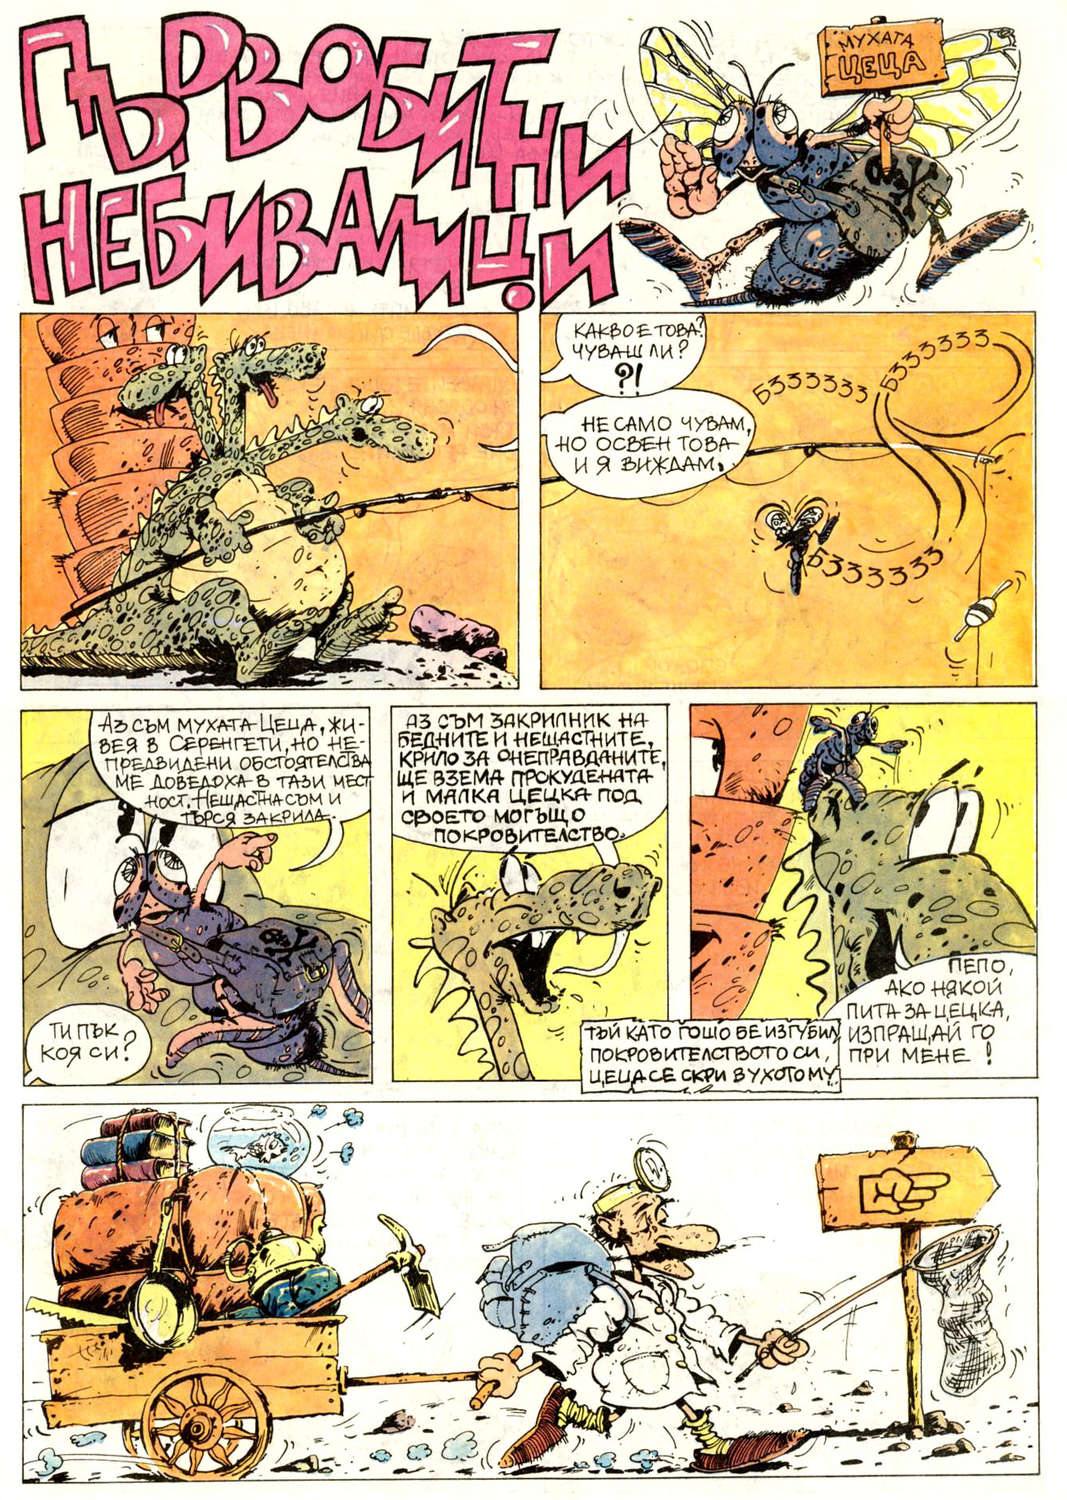 ПЪРВОБИТНИ
НЕБИВАЛИЦИ
МУХАТА
ЦЕЦА
КАКВО Е ТОВА?
ЧУВАШ ЛИ?
?!
НЕ САМО ЧУВАМ,
НО ОСВЕН ТОВА
И Я ВИЖДАМ.
БЗЗЗЗЗЗ
БЗЗЗЗЗЗ
БЗЗЗЗЗЗ
АЗ СЪМ МУХАТА ЦЕЦА, ЖИ-
ВЕЯ В СЕРЕНГЕТИ, НО НЕ-
ПРЕДВИДЕНИ ОБСТОЯТЕЛСТВА
МЕ ДОВЕДОХА В ТАЗИ МЕСТ
НОСТ. НЕЩАСТНА СЪМ И
ТЪРСЯ ЗАКРИЛА.
ТИ ПЪК
КОЯ СИ?
АЗ СЪМ ЗАКРИЛНИК НА
БЕДНИТЕ И НЕЩАСТНИТЕ,
КРИЛО ЗА ОНЕПРАВДАНИТЕ,
ЩЕ ВЗЕМА ПРОКУДЕНАТА
И МАЛКА ЦЕЦКА ПОД
СВОЕТО МОГЪЩО
ПОКРОВИТЕЛСТВО.
ПЕПО,
АКО НЯКОЙ
ПИТА ЗА ЦЕЦКА,
ИЗПРАЩАЙ ГО
ПРИ МЕНЕ!
ТЪЙ КАТО ГОШО БЕ ИЗГУБИЛ
ПОКРОВИТЕЛСТВОТО СИ,
ЦЕЦА СЕ СКРИ В УХОТО МУ.